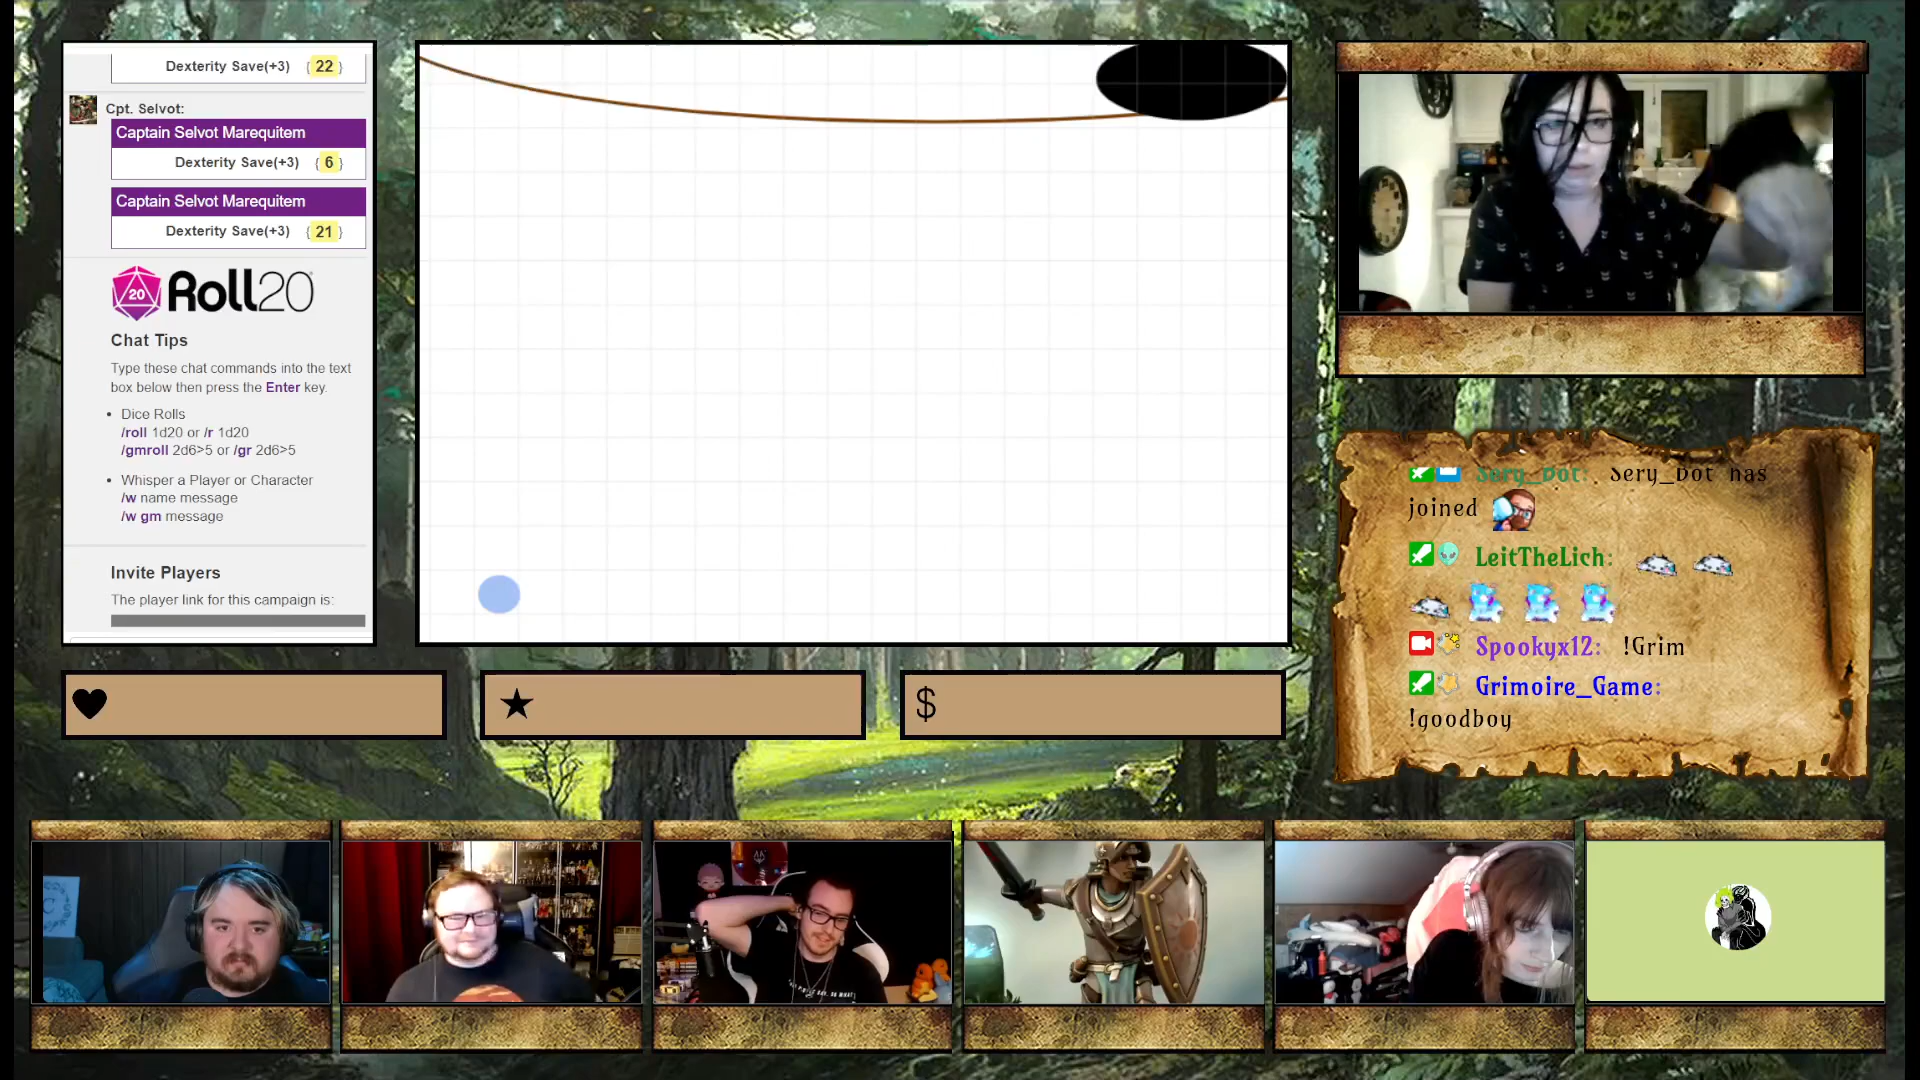 Dexterity Save(+3) {22}
Cpt. Selvot:
Captain Selvot Marequitem
Dexterity Save(+3) {6}
Captain Selvot Marequitem
Dexterity Save(+3) {21}
20 Roll20
Chat Tips
Type these chat commands into the text
box below then press the Enter key.
• Dice Rolls
/roll 1d20 or /r 1d20
/gmroll 2d6>5 or /gr 2d6>5
• Whisper a Player or Character
/w name message
/w gm message
Invite Players
The player link for this campaign is:
$
Sery_Bot: Sery_Bot has
joined
LeitTheLich:
Spookyx12: !Grim
Grimoire_Game:
!goodboy